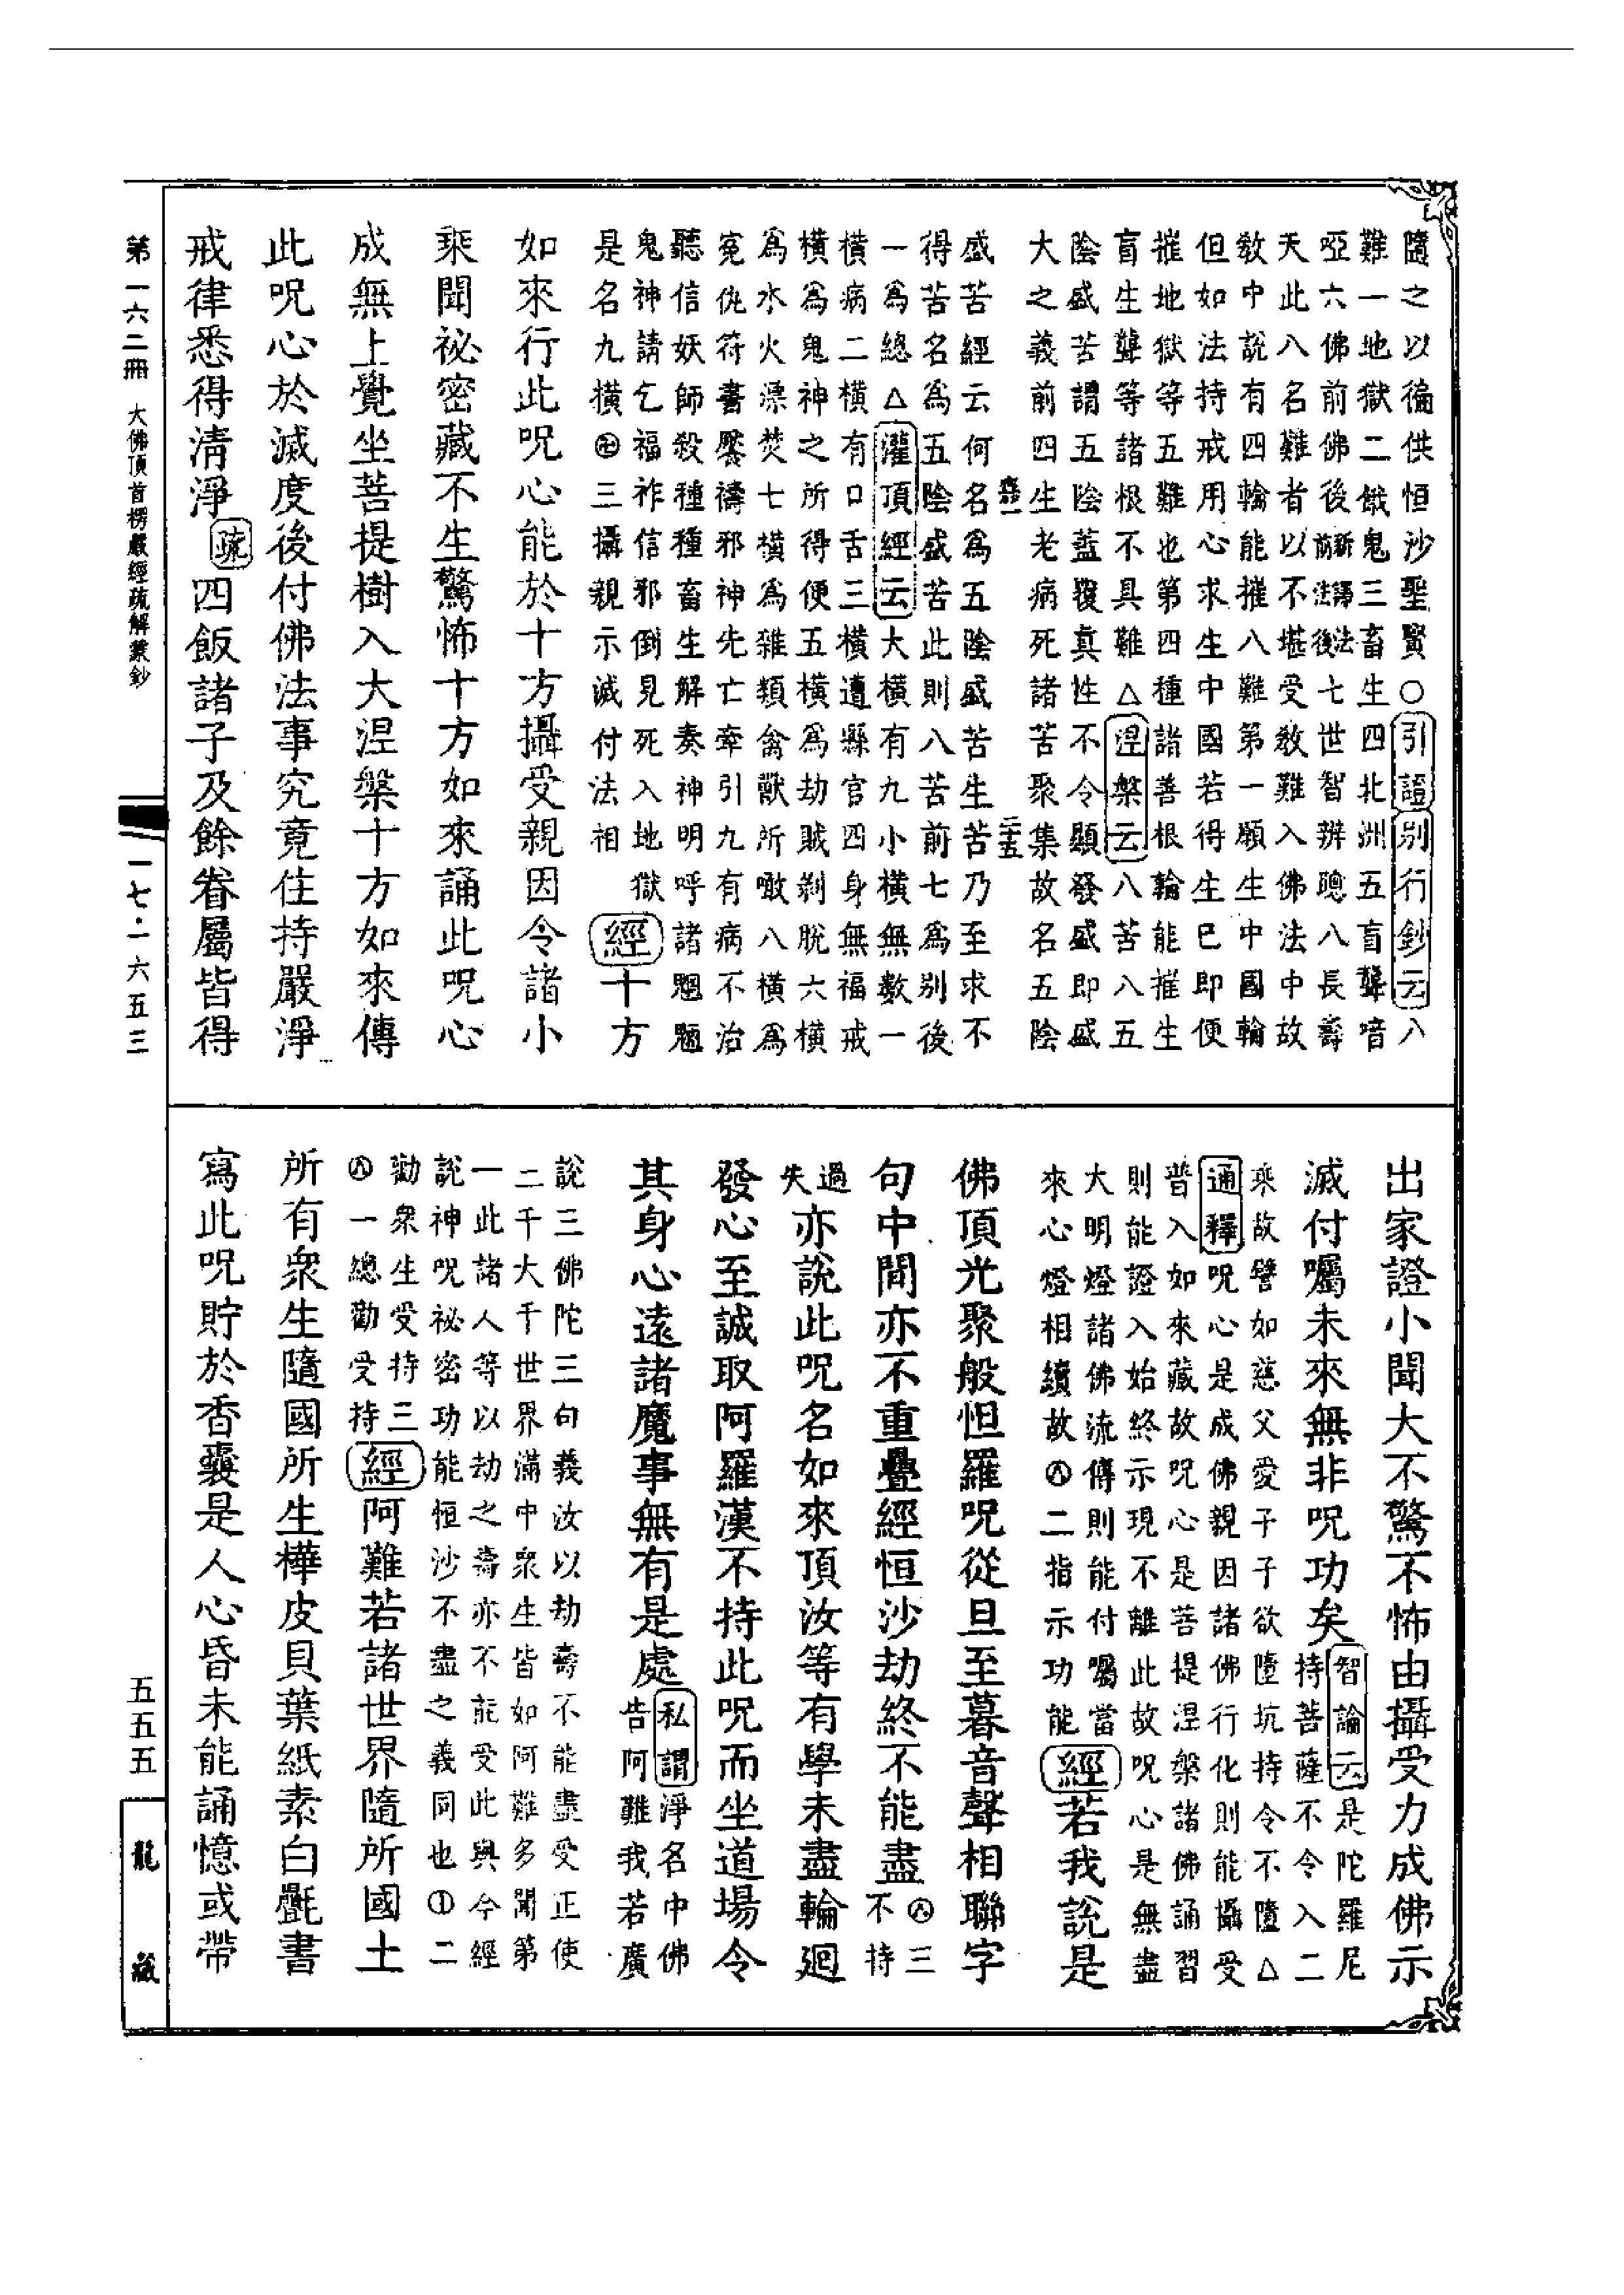 隨之以徧供恒沙聖賢○引證別行鈔云八
難一地獄二餓鬼三畜生四北洲五盲聾喑
啞六佛前佛後新譯法前法後七世智辨聰八長壽
天此八名難者以不堪受教難入佛法中故
教中說有四輪能摧八難第一願生中國輪
但如法持戒用心求生中國若得生已即便
摧地獄等五難也第四種諸善根輪能摧生
盲生聾等諸根不具難△涅槃云八苦八五
陰盛苦謂五陰蓋覆真性不令顯發盛即盛
大之義前四生老病死諸苦聚集故名五陰
盛苦經云何名為五陰盛苦生苦乃至求不
得苦名為五陰盛苦此則八苦前七為別後
一為總△灌頂經云大橫有九小橫無數一
橫病二橫有口舌三橫遭縣官四身無福戒
橫為鬼神之所得便五橫為劫賊剝脫六橫
為水火漂焚七橫為雜類禽獸所噉八橫為
冤仇符書饜禱邪神先亡牽引九有病不治
聽信妖師殺種種畜生解奏神明呼諸魍魎
鬼神請乞福祚信邪倒見死入地獄
是名九橫卍三攝親示滅付法相
經十方
如來行此呪心能於十方攝受親因令諸小
乘聞祕密藏不生驚怖十方如來誦此呪心
成無上覺坐菩提樹入大涅槃十方如來傳
此呪心於滅度後付佛法事究竟住持嚴淨
戒律悉得清淨疏四飯諸子及餘眷屬皆得
出家證小聞大不驚不怖由攝受力成佛示
滅付囑未來無非呪功矣智論云是陀羅尼
持菩薩不令入二
乘故譬如慈父愛子子欲墮坑持令不墮△
通釋呪心是成佛親因諸佛行化則能攝受
普入如來藏故呪心是菩提涅槃諸佛誦習
則能證入始終示現不離此故呪心是無盡
大明燈諸佛流傳則能付囑當
來心燈相續故㊇二指示功能
經若我說是
佛頂光聚般怛羅呪從旦至暮音聲相聯字
句中間亦不重疊經恒沙劫終不能盡㊇三
不持
過
失亦說此呪名如來頂汝等有學未盡輪迴
發心至誠取阿羅漢不持此呪而坐道場令
其身心遠諸魔事無有是處私謂淨名中佛
告阿難我若廣
說三佛陀三句義汝以劫壽不能盡受正使
二千大千世界滿中眾生皆如阿難多聞第
一此諸人等以劫之壽亦不能受此與今經
說神呪祕密功能恒沙不盡之義同也①二
勸眾生受持三
㊇一總勸受持
經阿難若諸世界隨所國土
所有眾生隨國所生樺皮貝葉紙素白㲲書
寫此呪貯於香囊是人心昏未能誦憶或帶
第一六二冊　大佛頂首楞嚴經疏解蒙鈔
一七·一六五三
五五五
龍藏